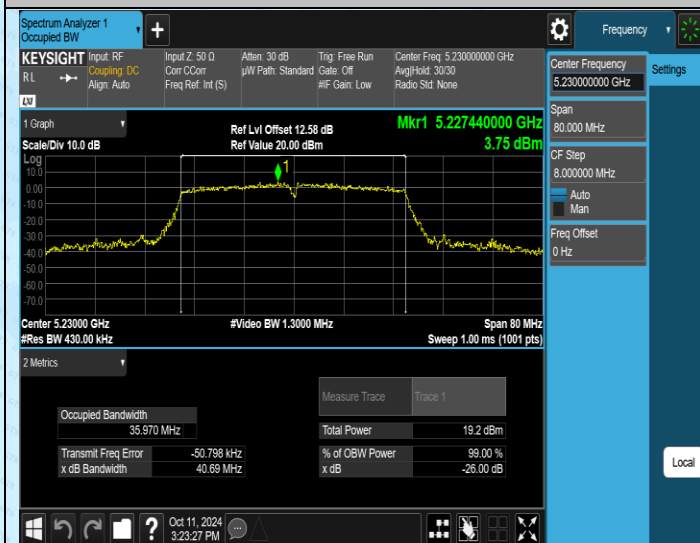 Spectrum Analyzer 1
Occupied BW
+
Frequency
KEYSIGHT
RL
LXI
Input: RF
Coupling: DC
Align: Auto
Input Z: 50 Ω
Corr CCorr
Freq Ref: Int (S)
Atten: 30 dB
µW Path: Standard
Trig: Free Run
Gate: Off
#IF Gain: Low
Center Freq: 5.230000000 GHz
Avg|Hold: 30/30
Radio Std: None
Center Frequency
5.230000000 GHz
Settings
Span
80.000 MHz
CF Step
8.000000 MHz
Auto
Man
Freq Offset
0 Hz
1 Graph
Scale/Div 10.0 dB
Ref Lvl Offset 12.58 dB
Ref Value 20.00 dBm
Mkr1 5.227440000 GHz
3.75 dBm
Log
10.0
0.00
-10.0
-20.0
-30.0
-40.0
-50.0
-60.0
-70.0
1
Center 5.23000 GHz
#Video BW 1.3000 MHz
Span 80 MHz
#Res BW 430.00 kHz
Sweep 1.00 ms (1001 pts)
2 Metrics
Measure Trace
Trace 1
Occupied Bandwidth
35.970 MHz
Total Power
19.2 dBm
Transmit Freq Error
-50.798 kHz
% of OBW Power
99.00 %
x dB Bandwidth
40.69 MHz
x dB
-26.00 dB
Local
?
Oct 11, 2024
3:23:27 PM